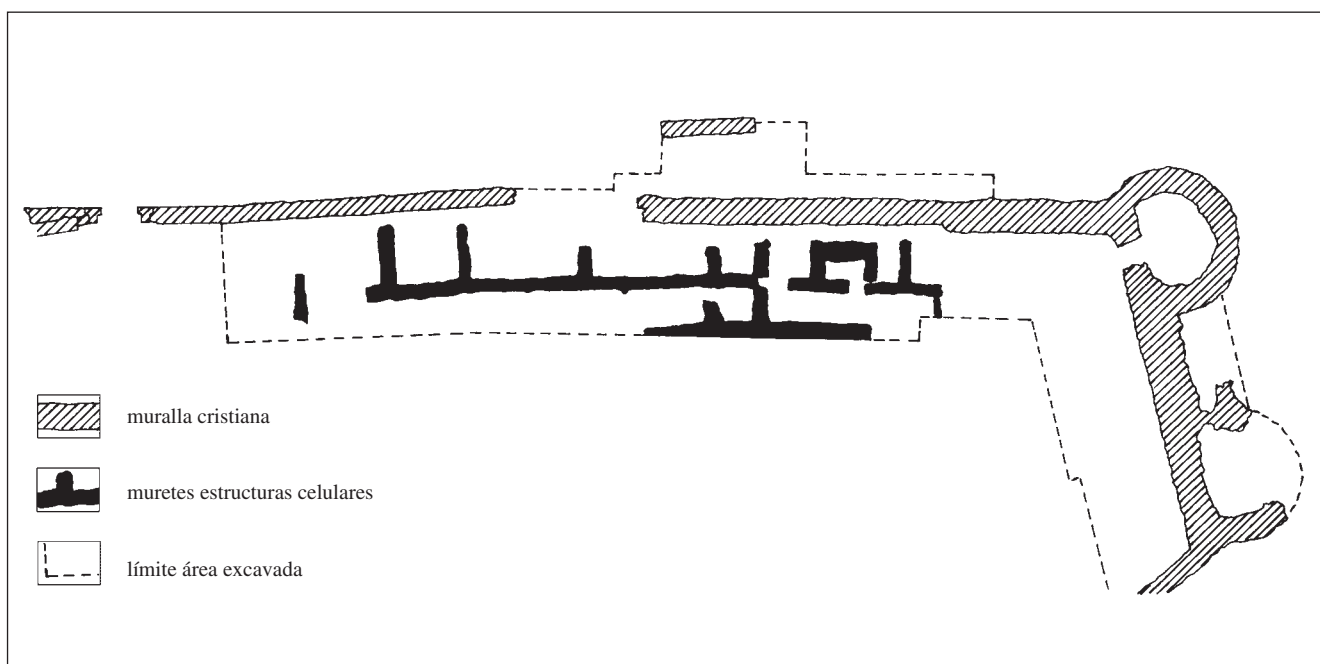 muralla cristiana
muretes estructuras celulares
límite área excavada